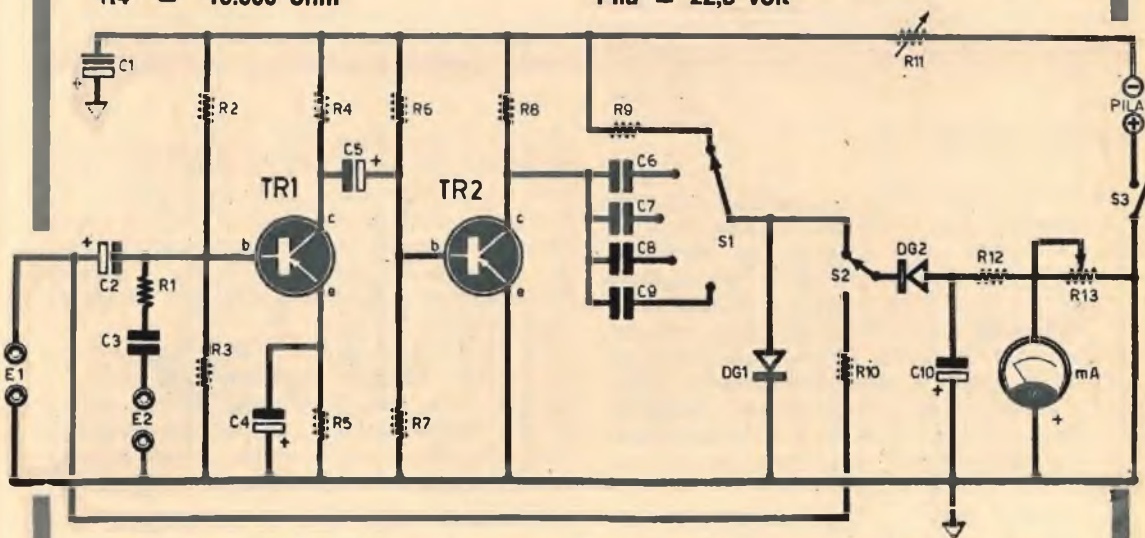 R4 = ohm
Pila = 22,5 volt
C1
+
R2
R4
R6
R8
R9
R11
PILA
−
+
C5
+
C6
C7
C8
C9
TR1
TR2
c
c
b
b
e
e
S1
S2
S3
+
C2
R1
C3
E1
E2
R3
C4
+
R5
R7
DG1
DG2
R10
R12
R13
C10
+
mA
+